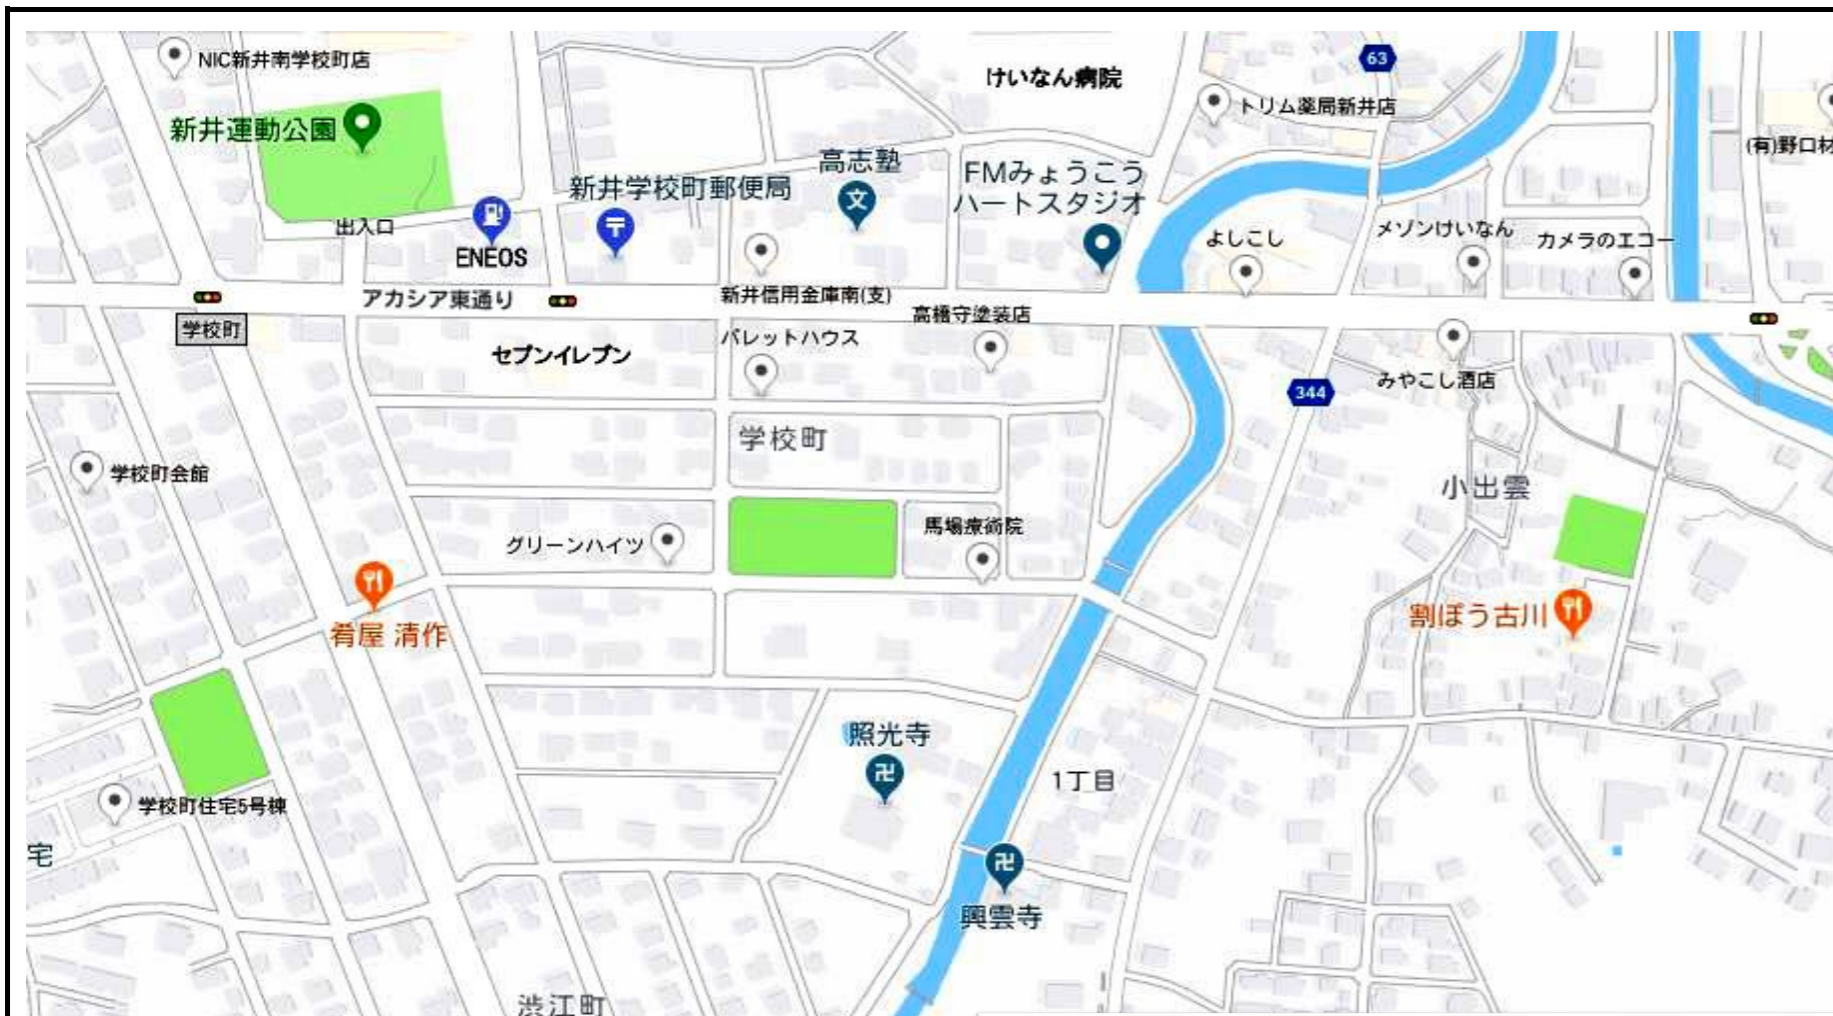 NIC新井南学校町店
63
けいなん病院
トリム薬局新井店
新井運動公園
(有)野口材
高志塾
FMみょうこう
ハートスタジオ
新井学校町郵便局
出入口
メゾンけいなん
よしこし
カメラのエコー
ENEOS
アカシア東通り
新井信用金庫南(支)
高橋守塗装店
学校町
パレットハウス
セブンイレブン
みやこし酒店
344
学校町
学校町会館
小出雲
馬場療術院
グリーンハイツ
割ぽう古川
肴屋 清作
照光寺
1丁目
学校町住宅5号棟
宅
興雲寺
渋江町